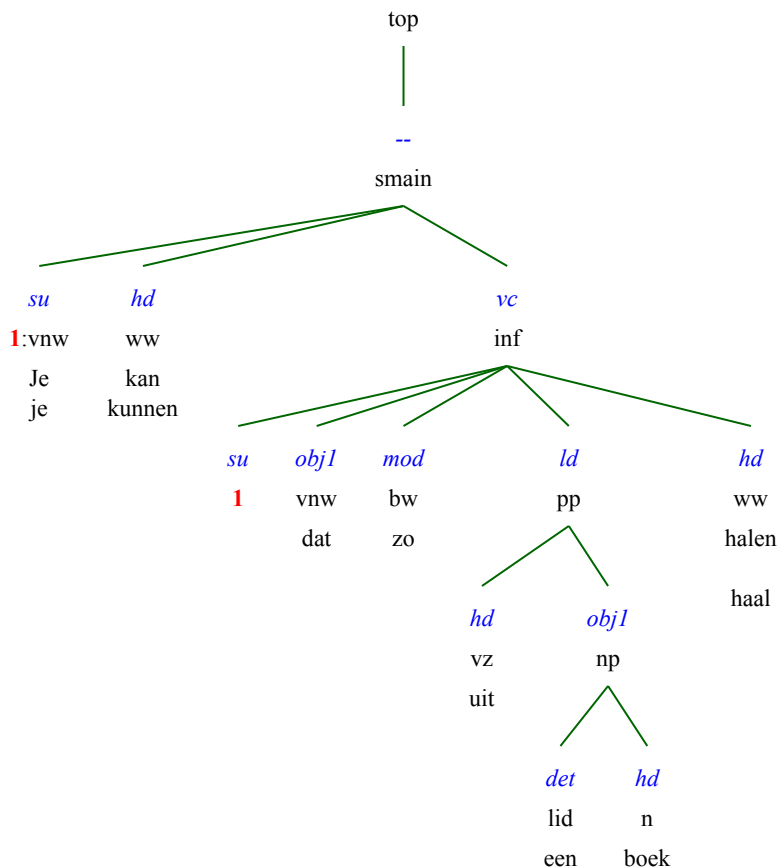 top
--
smain
su hd vc
1:vnw ww inf
Je kan
je kunnen
su obj1 mod ld hd
1 vnw bw pp ww
dat zo halen
haal
hd obj1
vz np
uit
det hd
lid n
een boek